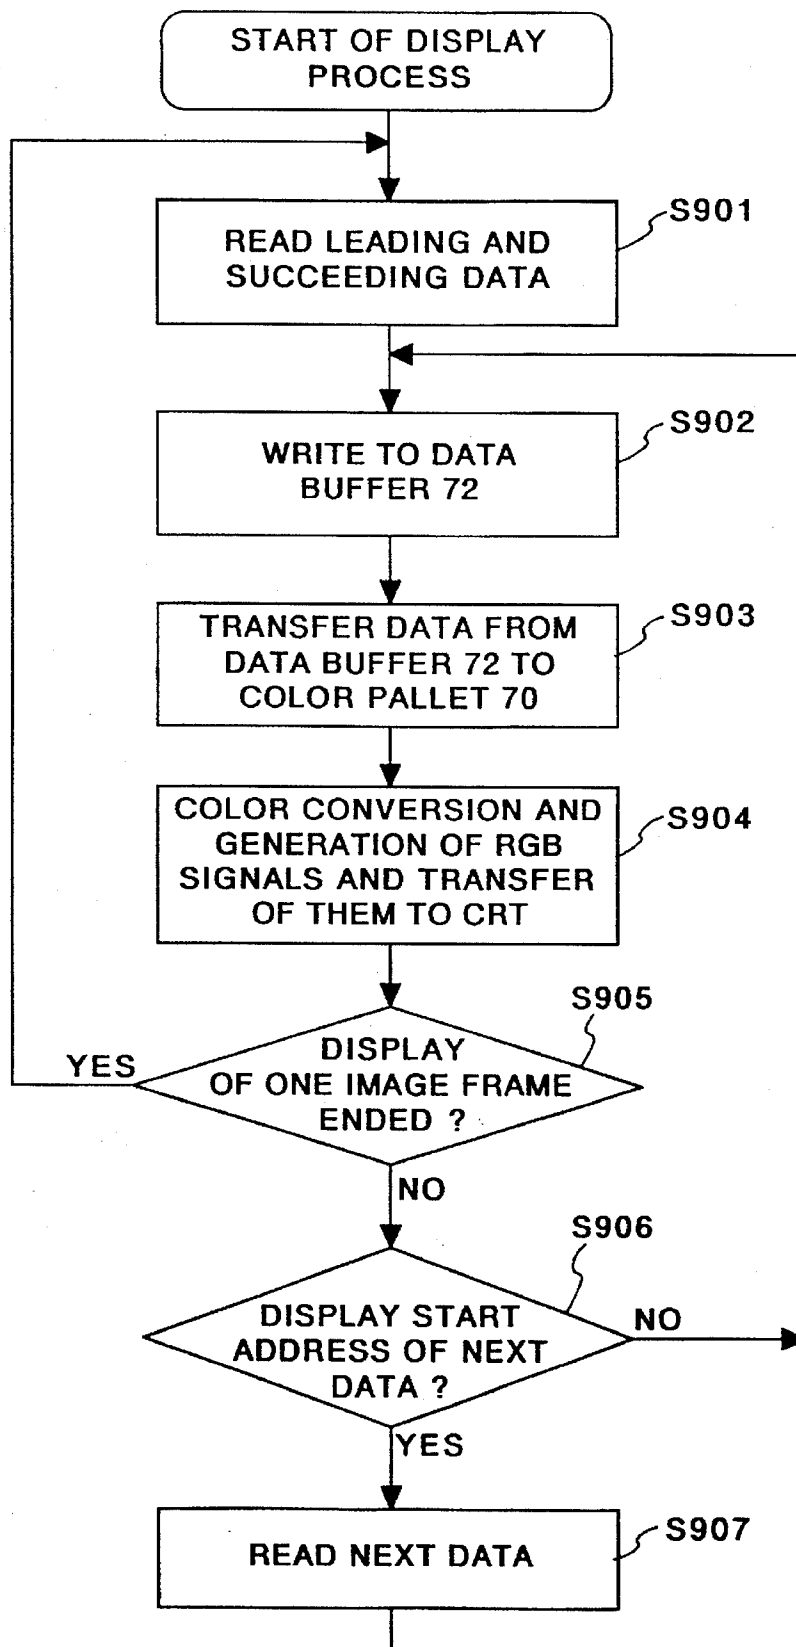 START OF DISPLAY
PROCESS
S901
READ LEADING AND
SUCCEEDING DATA
S902
WRITE TO DATA
BUFFER 72
S903
TRANSFER DATA FROM
DATA BUFFER 72 TO
COLOR PALLET 70
S904
COLOR CONVERSION AND
GENERATION OF RGB
SIGNALS AND TRANSFER
OF THEM TO CRT
S905
YES
DISPLAY
OF ONE IMAGE FRAME
ENDED ?
NO
S906
DISPLAY START
ADDRESS OF NEXT
DATA ?
NO
YES
S907
READ NEXT DATA